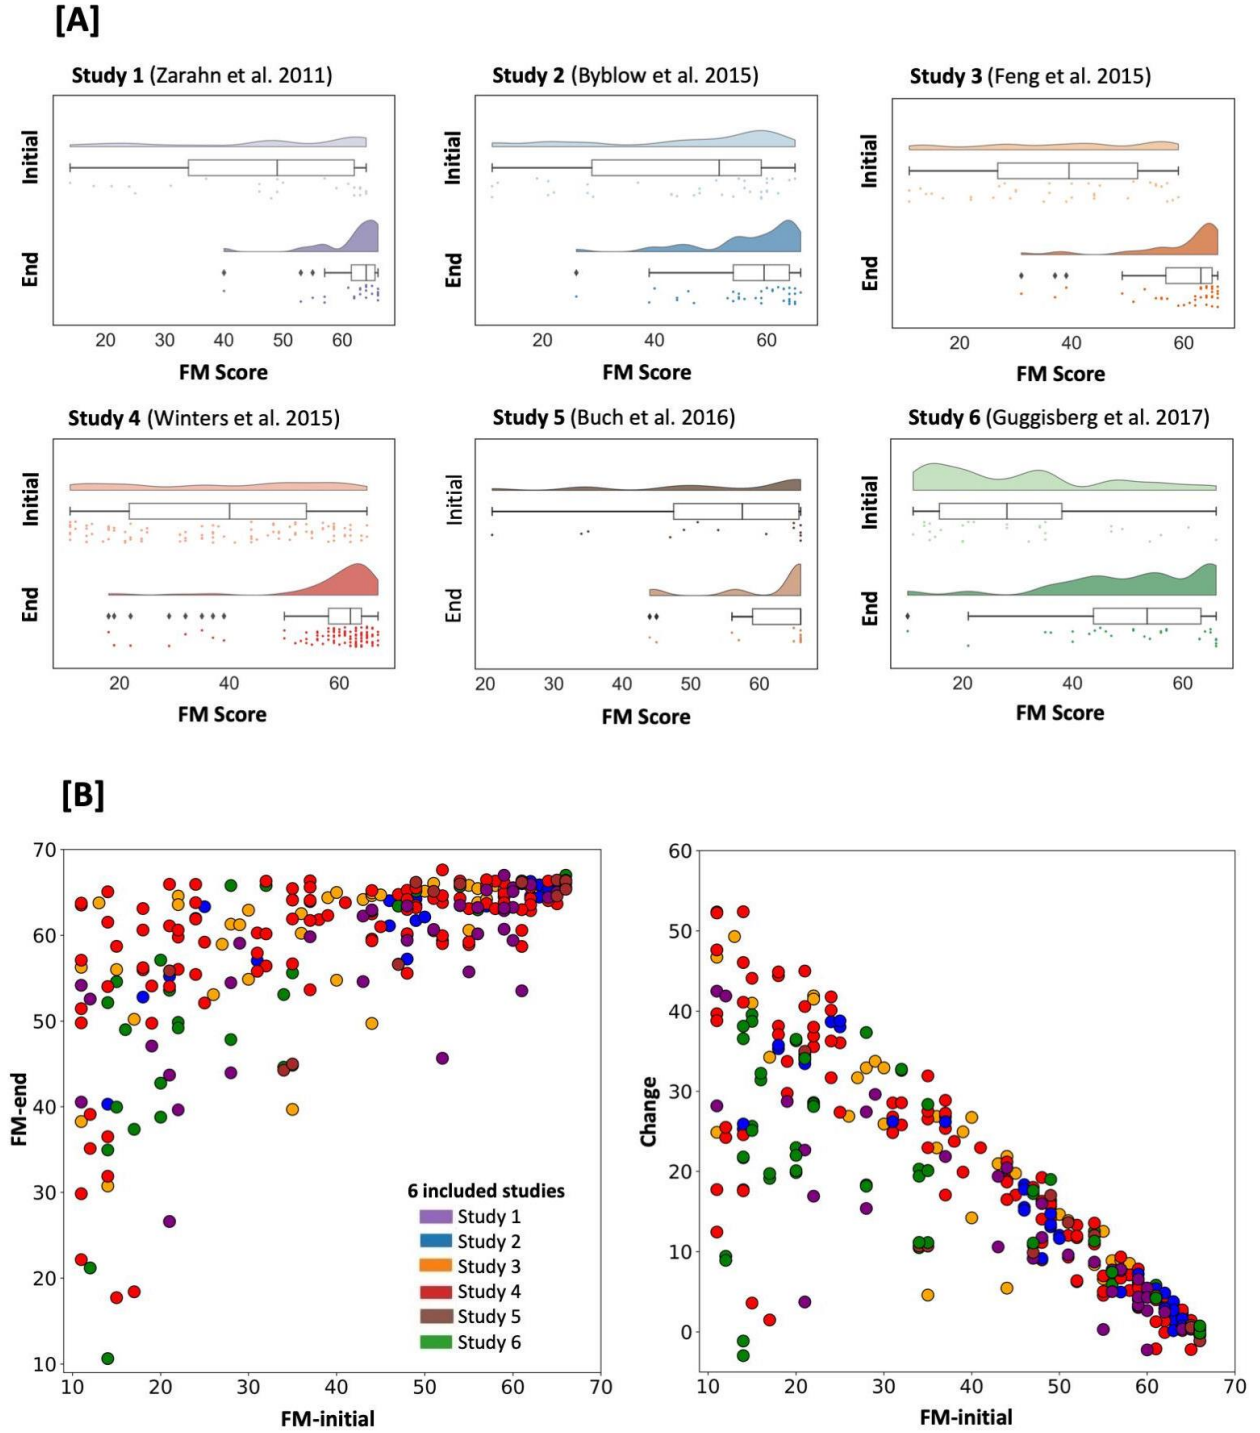 [A]
Study 1 (Zarahn et al. 2011)
Initial
End
20 30 40 50 60
FM Score
Study 2 (Byblow et al. 2015)
Initial
End
20 40 60
FM Score
Study 3 (Feng et al. 2015)
Initial
End
20 40 60
FM Score
Study 4 (Winters et al. 2015)
Initial
End
20 40 60
FM Score
Study 5 (Buch et al. 2016)
Initial
End
20 30 40 50 60
FM Score
Study 6 (Guggisberg et al. 2017)
Initial
End
20 40 60
FM Score
[B]
70
60
50
40
30
20
10
FM-end
10 20 30 40 50 60 70
FM-initial
6 included studies
Study 1
Study 2
Study 3
Study 4
Study 5
Study 6
60
50
40
30
20
10
0
Change
10 20 30 40 50 60 70
FM-initial